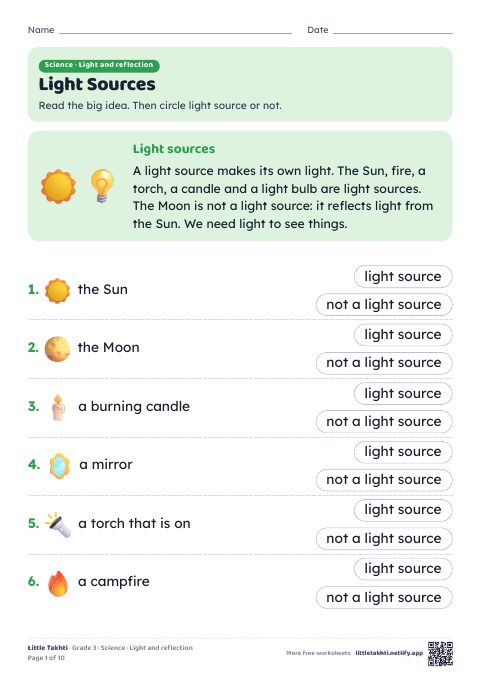 Name
Date
Science · Light and reflection
Light Sources
Read the big idea. Then circle light source or not.
Light sources
A light source makes its own light. The Sun, fire, a
torch, a candle and a light bulb are light sources.
The Moon is not a light source: it reflects light from
the Sun. We need light to see things.
1. the Sun
light source
not a light source
2. the Moon
light source
not a light source
3. a burning candle
light source
not a light source
4. a mirror
light source
not a light source
5. a torch that is on
light source
not a light source
6. a campfire
light source
not a light source
Little Takhti · Grade 3 · Science · Light and reflection
Page 1 of 10
More free worksheets littletakhti.netlify.app